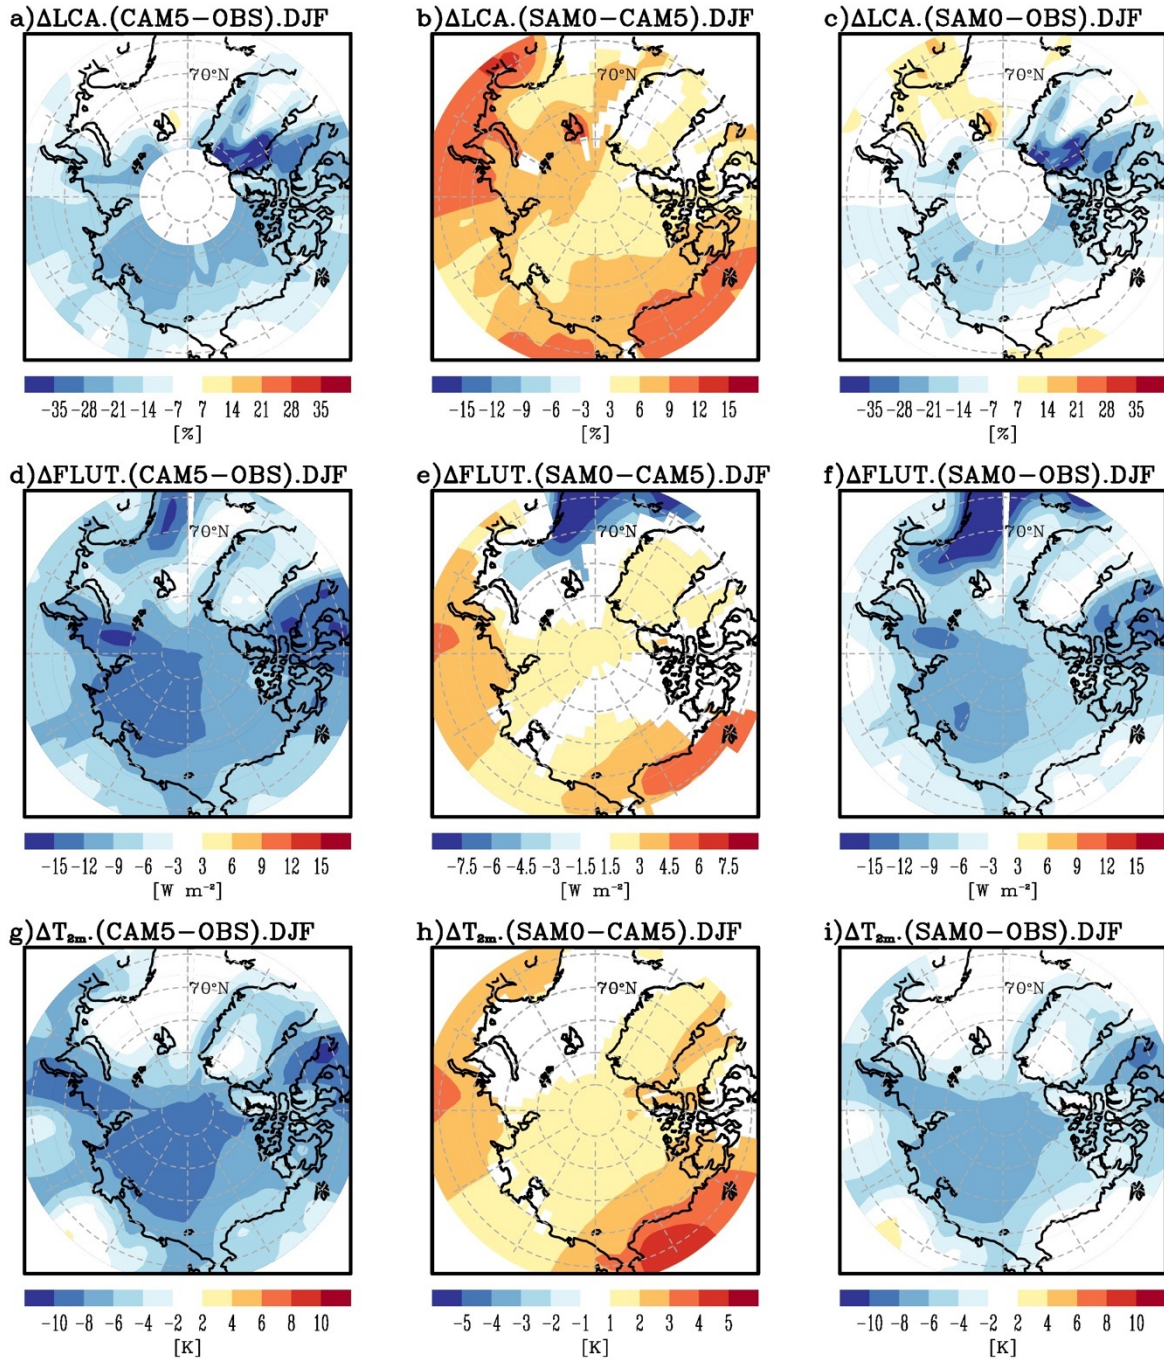 a)ΔLCA.(CAM5−OBS).DJF
b)ΔLCA.(SAM0−CAM5).DJF
c)ΔLCA.(SAM0−OBS).DJF
70°N
70°N
70°N
-35 -28 -21 -14 -7 7 14 21 28 35
[%]
-15 -12 -9 -6 -3 3 6 9 12 15
[%]
-35 -28 -21 -14 -7 7 14 21 28 35
[%]
d)ΔFLUT.(CAM5−OBS).DJF
e)ΔFLUT.(SAM0−CAM5).DJF
f)ΔFLUT.(SAM0−OBS).DJF
70°N
70°N
70°N
-15 -12 -9 -6 -3 3 6 9 12 15
[W m⁻²]
-7.5 -6 -4.5 -3 -1.5 1.5 3 4.5 6 7.5
[W m⁻²]
-15 -12 -9 -6 -3 3 6 9 12 15
[W m⁻²]
g)ΔT₂ₘ.(CAM5−OBS).DJF
h)ΔT₂ₘ.(SAM0−CAM5).DJF
i)ΔT₂ₘ.(SAM0−OBS).DJF
70°N
70°N
70°N
-10 -8 -6 -4 -2 2 4 6 8 10
[K]
-5 -4 -3 -2 -1 1 2 3 4 5
[K]
-10 -8 -6 -4 -2 2 4 6 8 10
[K]